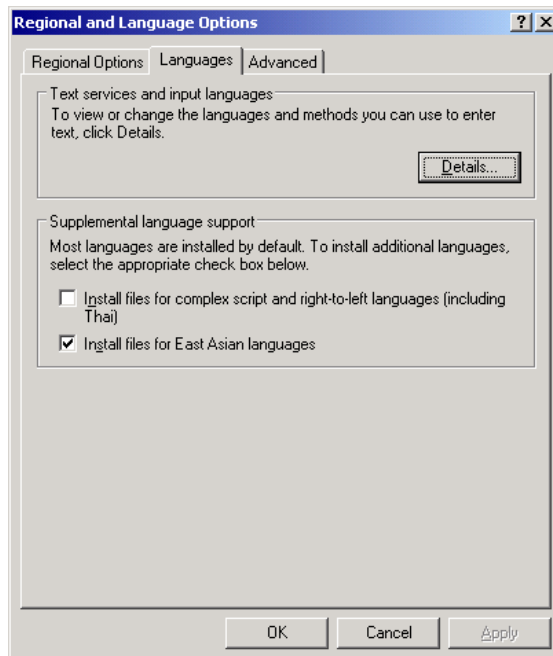 Regional and Language Options
Regional Options Languages Advanced
Text services and input languages
To view or change the languages and methods you can use to enter
text, click Details.
Details...
Supplemental language support
Most languages are installed by default. To install additional languages,
select the appropriate check box below.
Install files for complex script and right-to-left languages (including
Thai)
Install files for East Asian languages
OK Cancel Apply